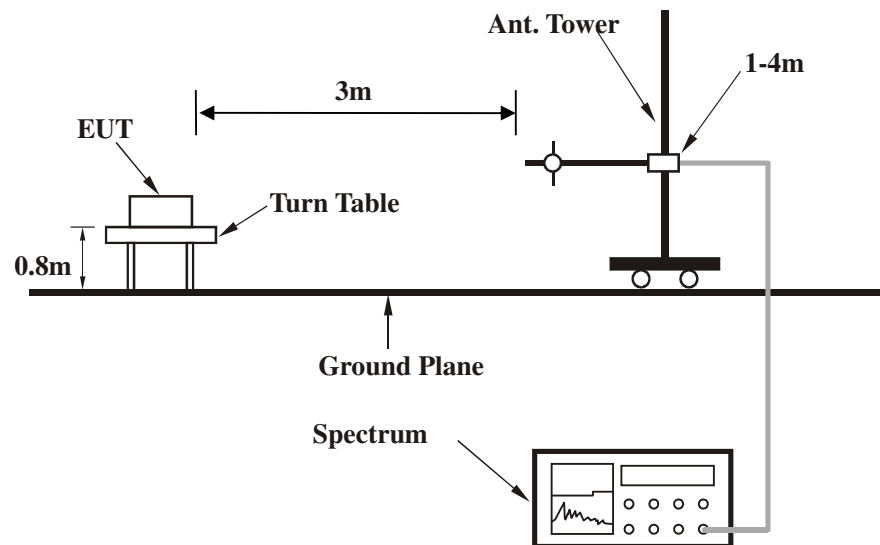 Ant. Tower
1-4m
3m
EUT
Turn Table
0.8m
Ground Plane
Spectrum